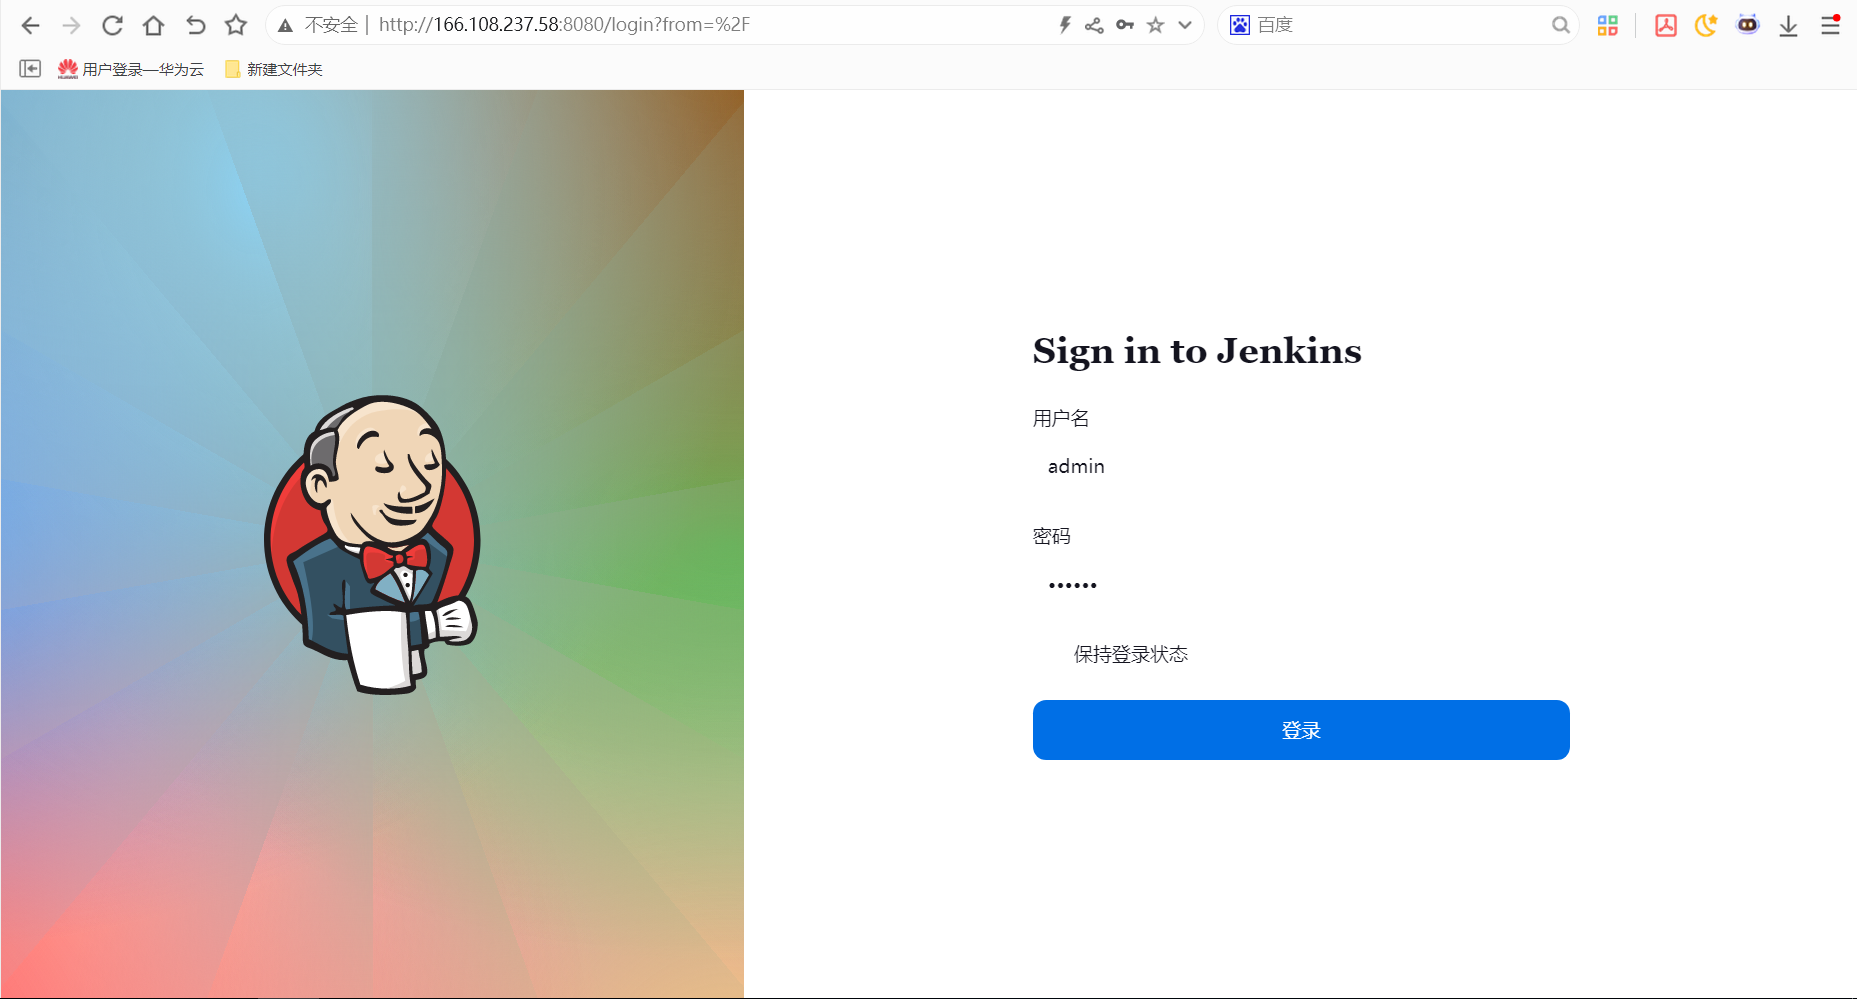 不安全 | http://166.108.237.58:8080/login?from=%2F
百度
用户登录—华为云
新建文件夹
Sign in to Jenkins
用户名
admin
密码
••••••
保持登录状态
登录